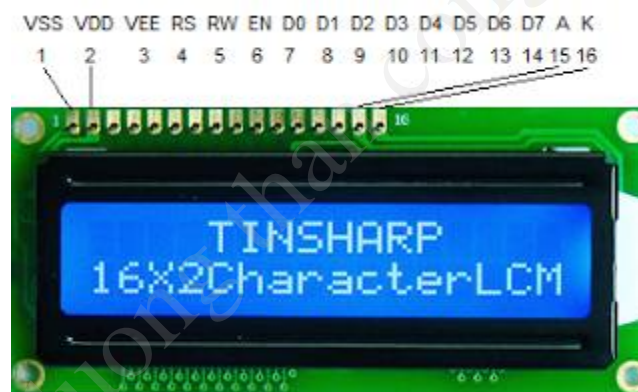 VSS VDD VEE RS RW EN D0 D1 D2 D3 D4 D5 D6 D7 A K
1 2 3 4 5 6 7 8 9 10 11 12 13 14 15 16
1 16
TINSHARP
16X2CharacterLCM